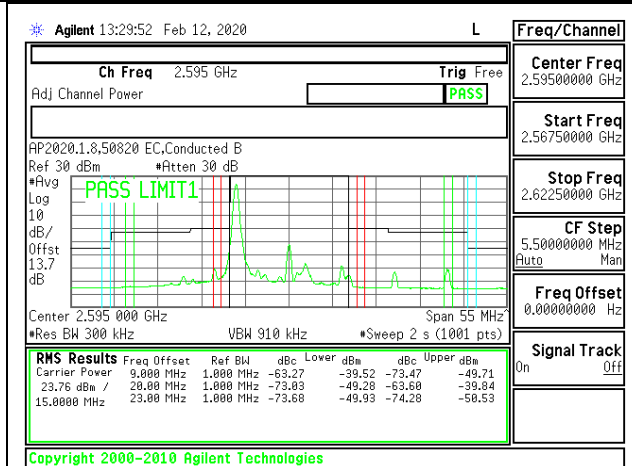 Agilent 13:29:52 Feb 12, 2020 L
Freq/Channel
Ch Freq 2.595 GHz Trig Free
Adj Channel Power PASS
Center Freq
2.59500000 GHz
Start Freq
2.56750000 GHz
AP2020.1.8,50820 EC,Conducted B
Ref 30 dBm #Atten 30 dB
#Avg
Log
10
dB/
Offst
13.7
dB
PASS LIMIT1
Stop Freq
2.62250000 GHz
CF Step
5.50000000 MHz
Auto Man
Freq Offset
0.00000000 Hz
Center 2.595 000 GHz Span 55 MHz^
#Res BW 300 kHz VBW 910 kHz #Sweep 2 s (1001 pts)
Signal Track
On Off
RMS Results Freq Offset Ref BW dBc Lower dBm dBc Upper dBm
Carrier Power 9.000 MHz 1.000 MHz -63.27 -39.52 -73.47 -49.71
23.76 dBm / 20.00 MHz 1.000 MHz -73.03 -49.28 -63.60 -39.84
15.0000 MHz 23.00 MHz 1.000 MHz -73.68 -49.93 -74.28 -50.53
Copyright 2000-2010 Agilent Technologies